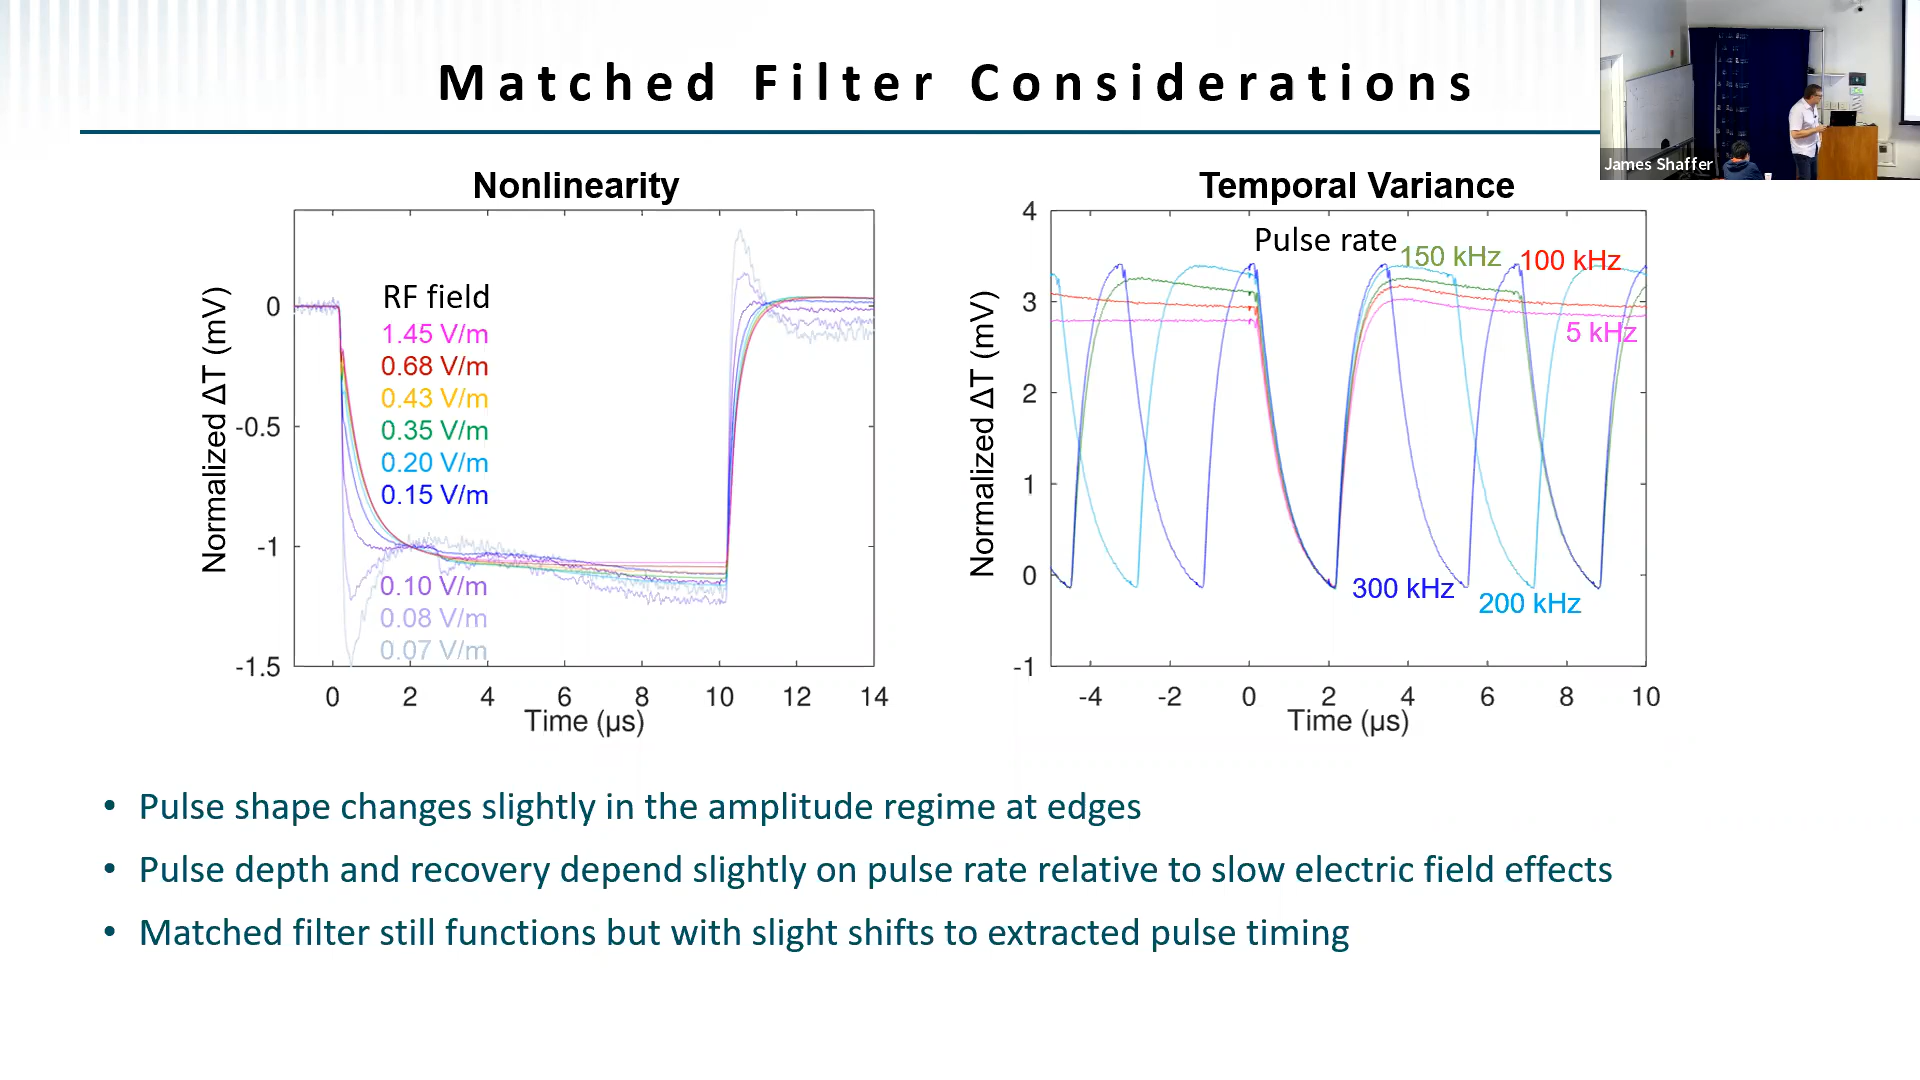 Matched Filter Considerations
James Shaffer
Nonlinearity
RF field
1.45 V/m
0.68 V/m
0.43 V/m
0.35 V/m
0.20 V/m
0.15 V/m
0.10 V/m
0.08 V/m
0.07 V/m
Normalized ΔT (mV)
0
-0.5
-1
-1.5
0 2 4 6 8 10 12 14
Time (µs)
Temporal Variance
Pulse rate
150 kHz
100 kHz
5 kHz
300 kHz
200 kHz
Normalized ΔT (mV)
4
3
2
1
0
-1
-4 -2 0 2 4 6 8 10
Time (µs)
• Pulse shape changes slightly in the amplitude regime at edges
• Pulse depth and recovery depend slightly on pulse rate relative to slow electric field effects
• Matched filter still functions but with slight shifts to extracted pulse timing